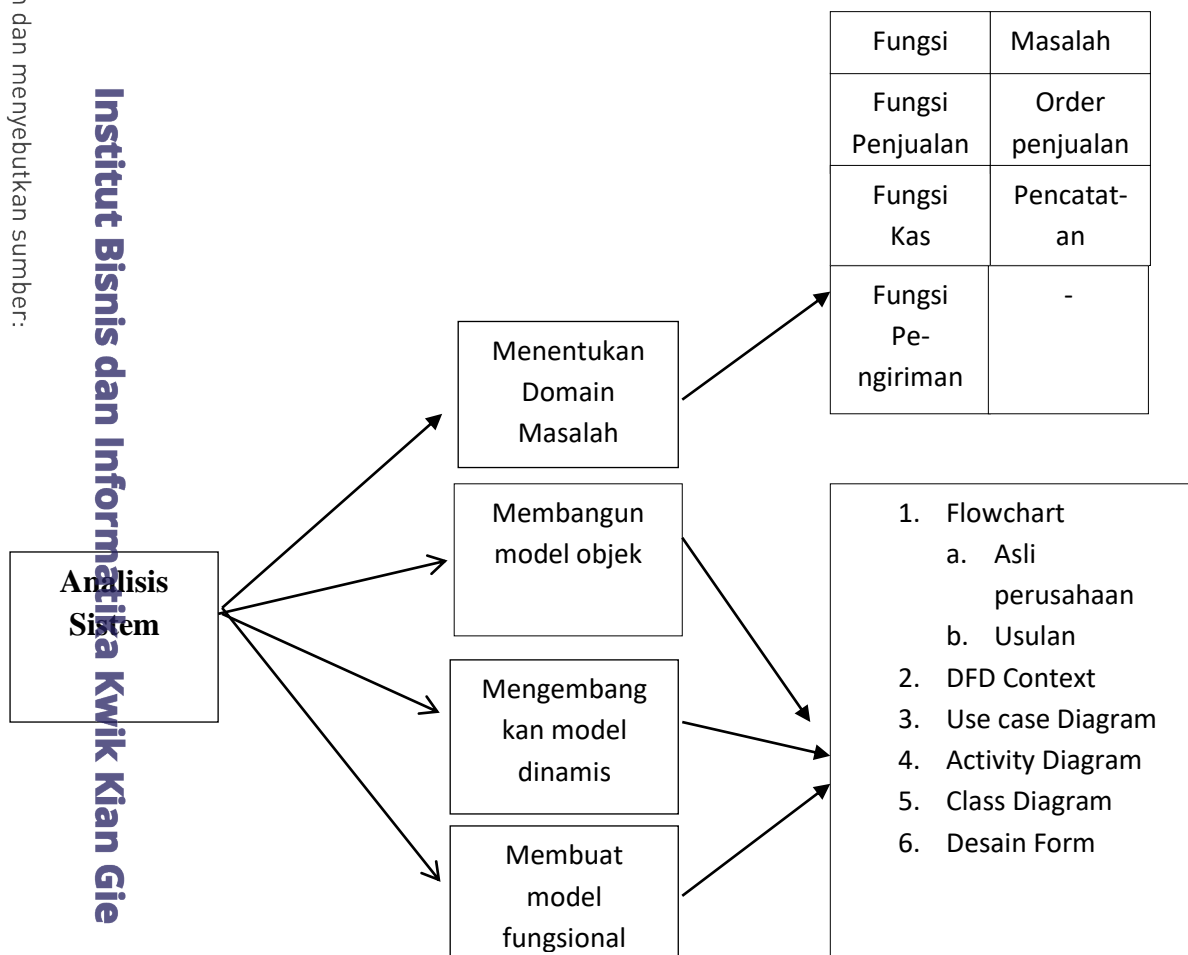 n dan menyebutkan sumber:
Institut Bisnis dan Informatika Kwik Kian Gie
Fungsi Masalah
Fungsi Order
Penjualan penjualan
Fungsi Pencatat-
Kas an
Fungsi -
Pe-
ngiriman
Analisis
Sistem
Menentukan
Domain
Masalah
Membangun
model objek
Mengembang
kan model
dinamis
Membuat
model
fungsional
1. Flowchart
a. Asli
perusahaan
b. Usulan
2. DFD Context
3. Use case Diagram
4. Activity Diagram
5. Class Diagram
6. Desain Form